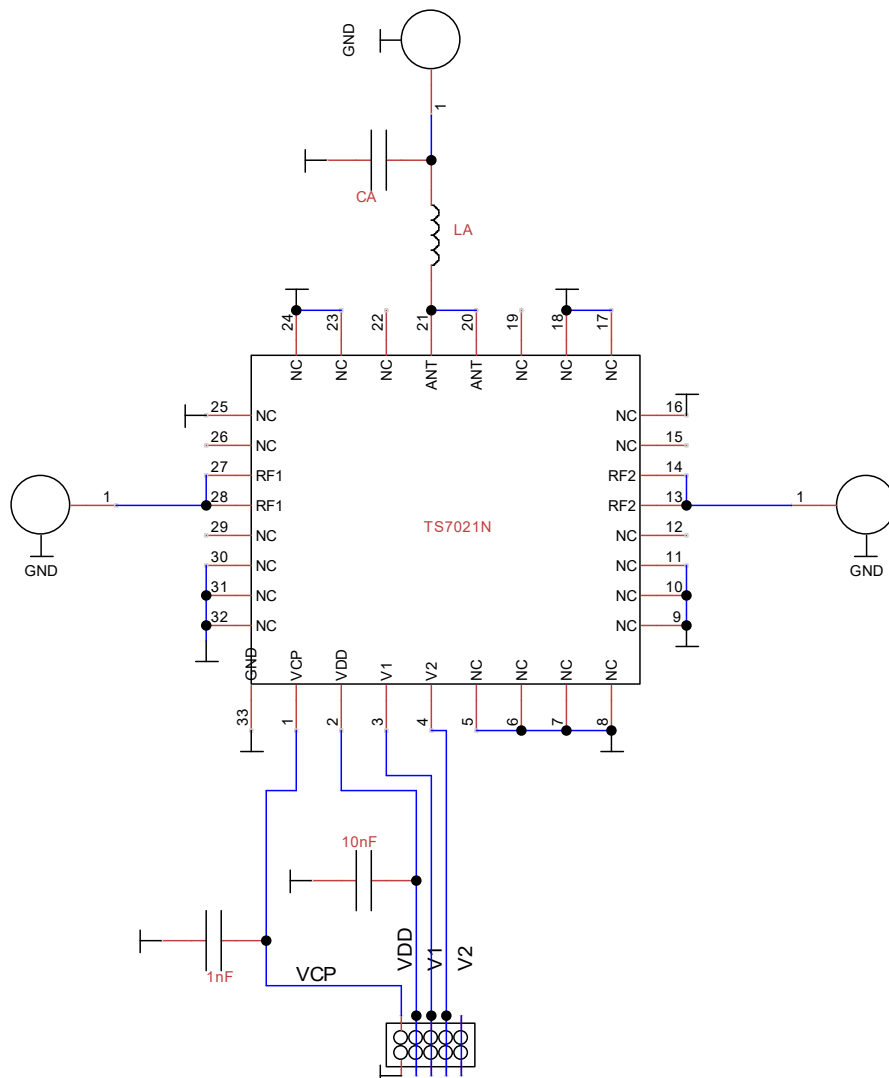 GND
1
CA
LA
24 23 22 21 20 19 18 17
NC NC NC ANT ANT NC NC NC
25 NC NC 16
26 NC NC 15
27 RF1 RF2 14
1 28 RF1 RF2 13 1
TS7021N
29 NC NC 12
GND 30 NC NC 11 GND
31 NC NC 10
32 NC NC 9
GND VCP VDD V1 V2 NC NC NC NC
33 1 2 3 4 5 6 7 8
10nF
VDD V1 V2
1nF VCP